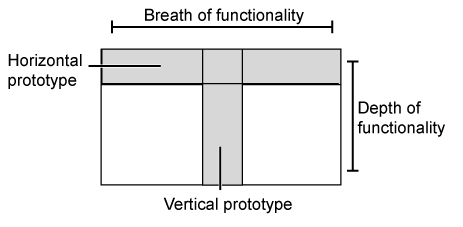 Breath of functionality
Horizontal
prototype
Depth of
functionality
Vertical prototype